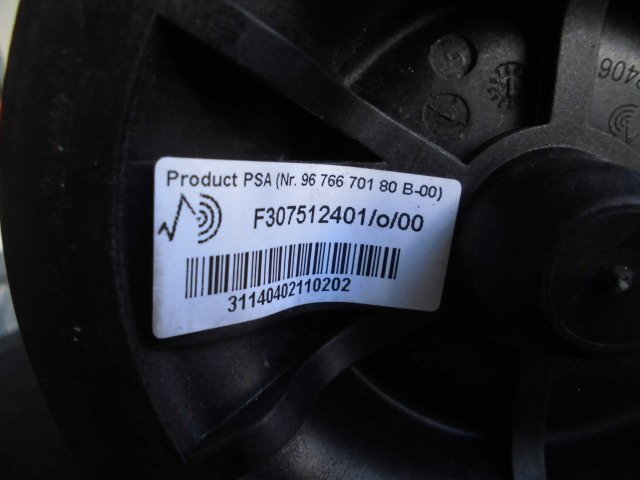 Product PSA (Nr. 96 766 701 80 B-00)
F307512401/o/00
31140402110202